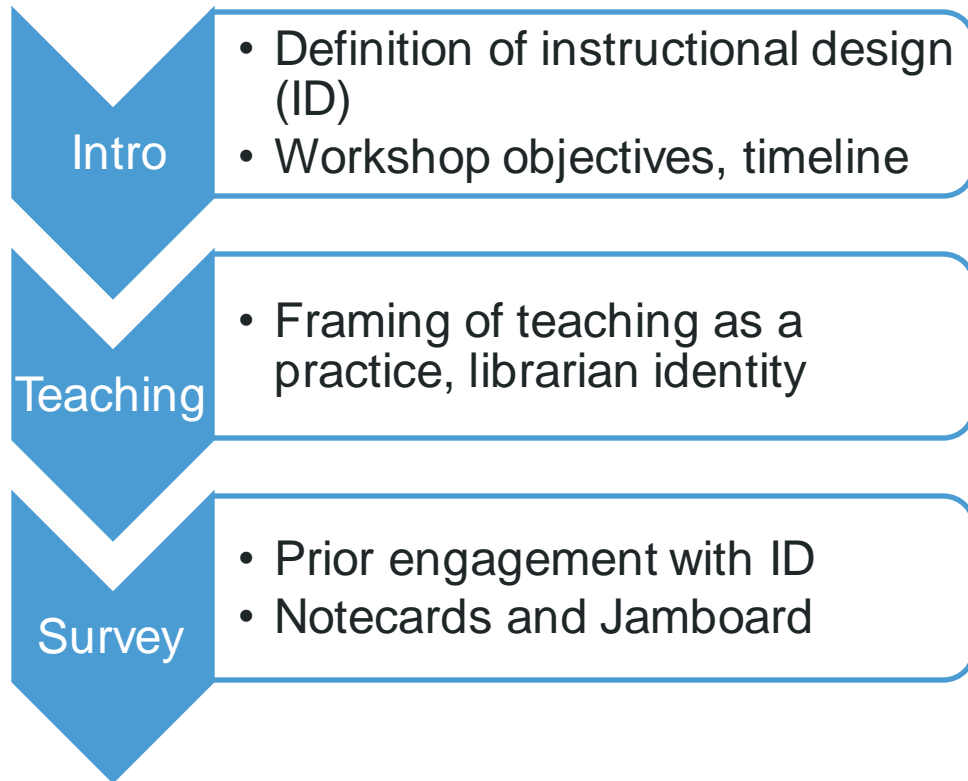 Intro
• Definition of instructional design
(ID)
• Workshop objectives, timeline
Teaching
• Framing of teaching as a
practice, librarian identity
Survey
• Prior engagement with ID
• Notecards and Jamboard